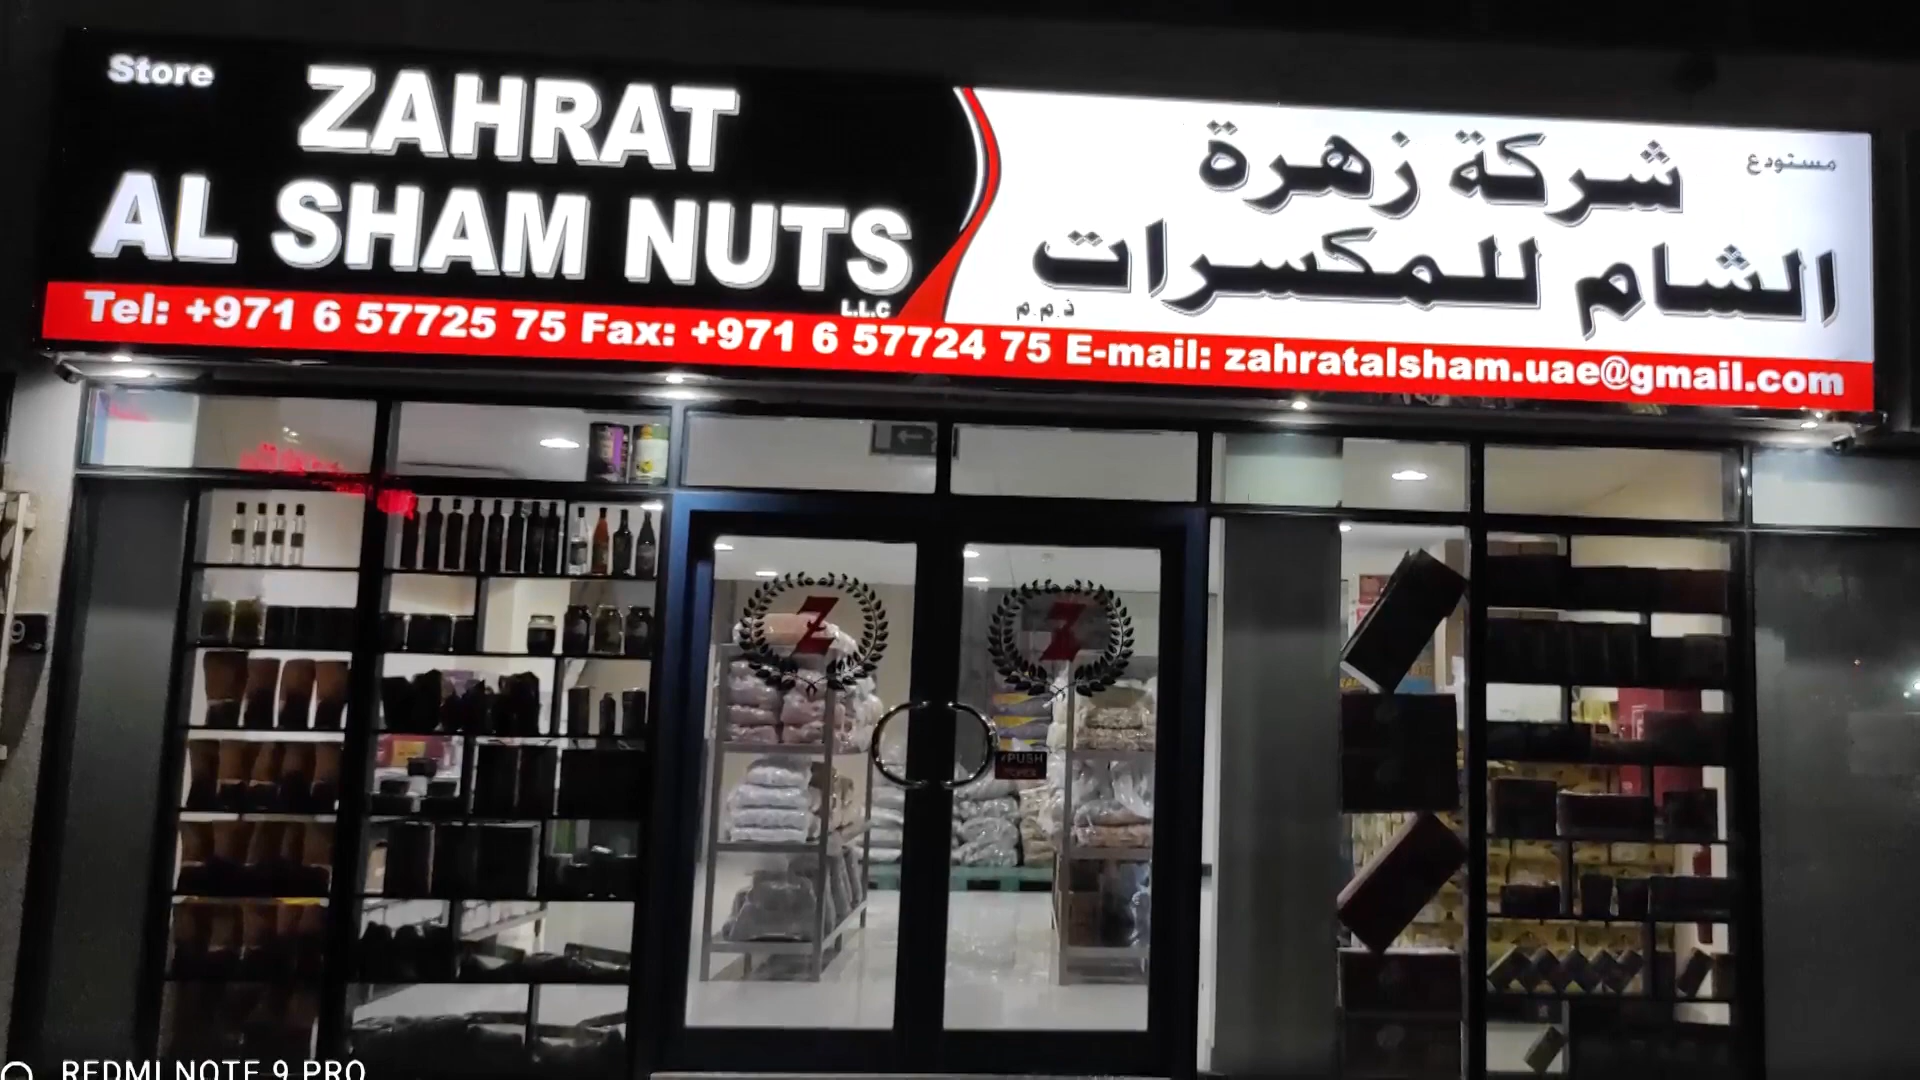 Store
ZAHRAT
AL SHAM NUTS
L.L.C
مستودع
شركة زهرة
الشام للمكسرات
ذ.م.م
Tel: +971 6 57725 75 Fax: +971 6 57724 75 E-mail: zahratalsham.uae@gmail.com
Z
Z
PUSH
9
REDMI NOTE 9 PRO